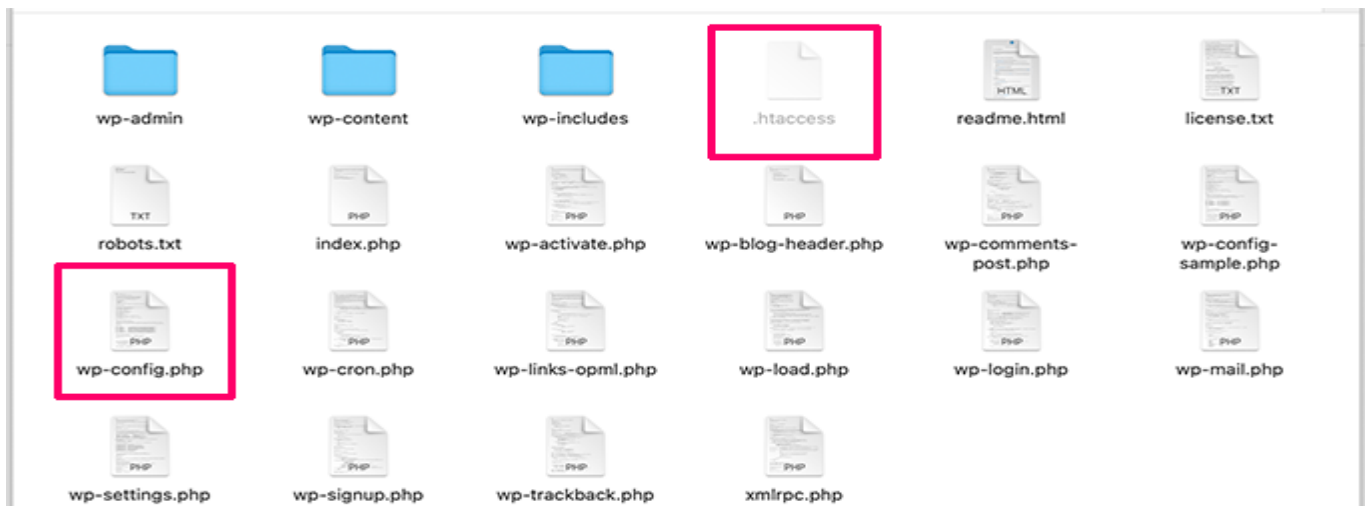 wp-admin
wp-content
wp-includes
.htaccess
HTML
readme.html
TXT
license.txt
TXT
robots.txt
PHP
index.php
PHP
wp-activate.php
PHP
wp-blog-header.php
PHP
wp-comments-
post.php
PHP
wp-config-
sample.php
PHP
wp-config.php
PHP
wp-cron.php
PHP
wp-links-opml.php
PHP
wp-load.php
PHP
wp-login.php
PHP
wp-mail.php
PHP
wp-settings.php
PHP
wp-signup.php
PHP
wp-trackback.php
PHP
xmlrpc.php